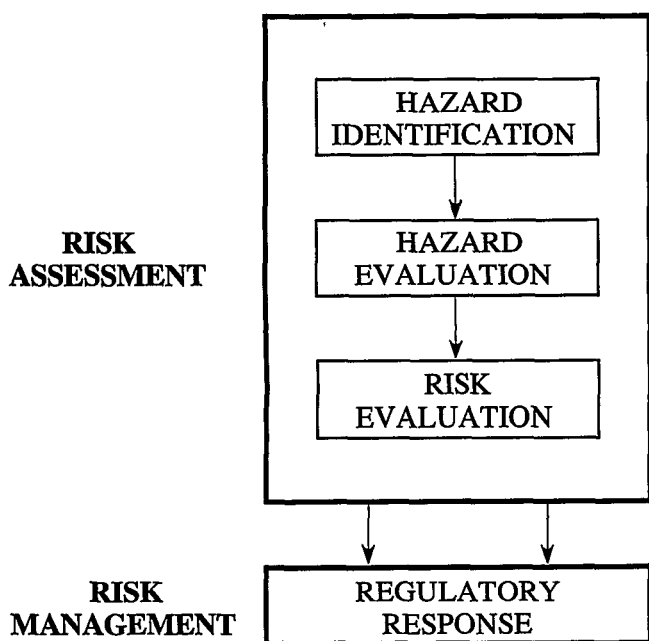 HAZARD
IDENTIFICATION
RISK
ASSESSMENT
HAZARD
EVALUATION
RISK
EVALUATION
RISK
MANAGEMENT
REGULATORY
RESPONSE